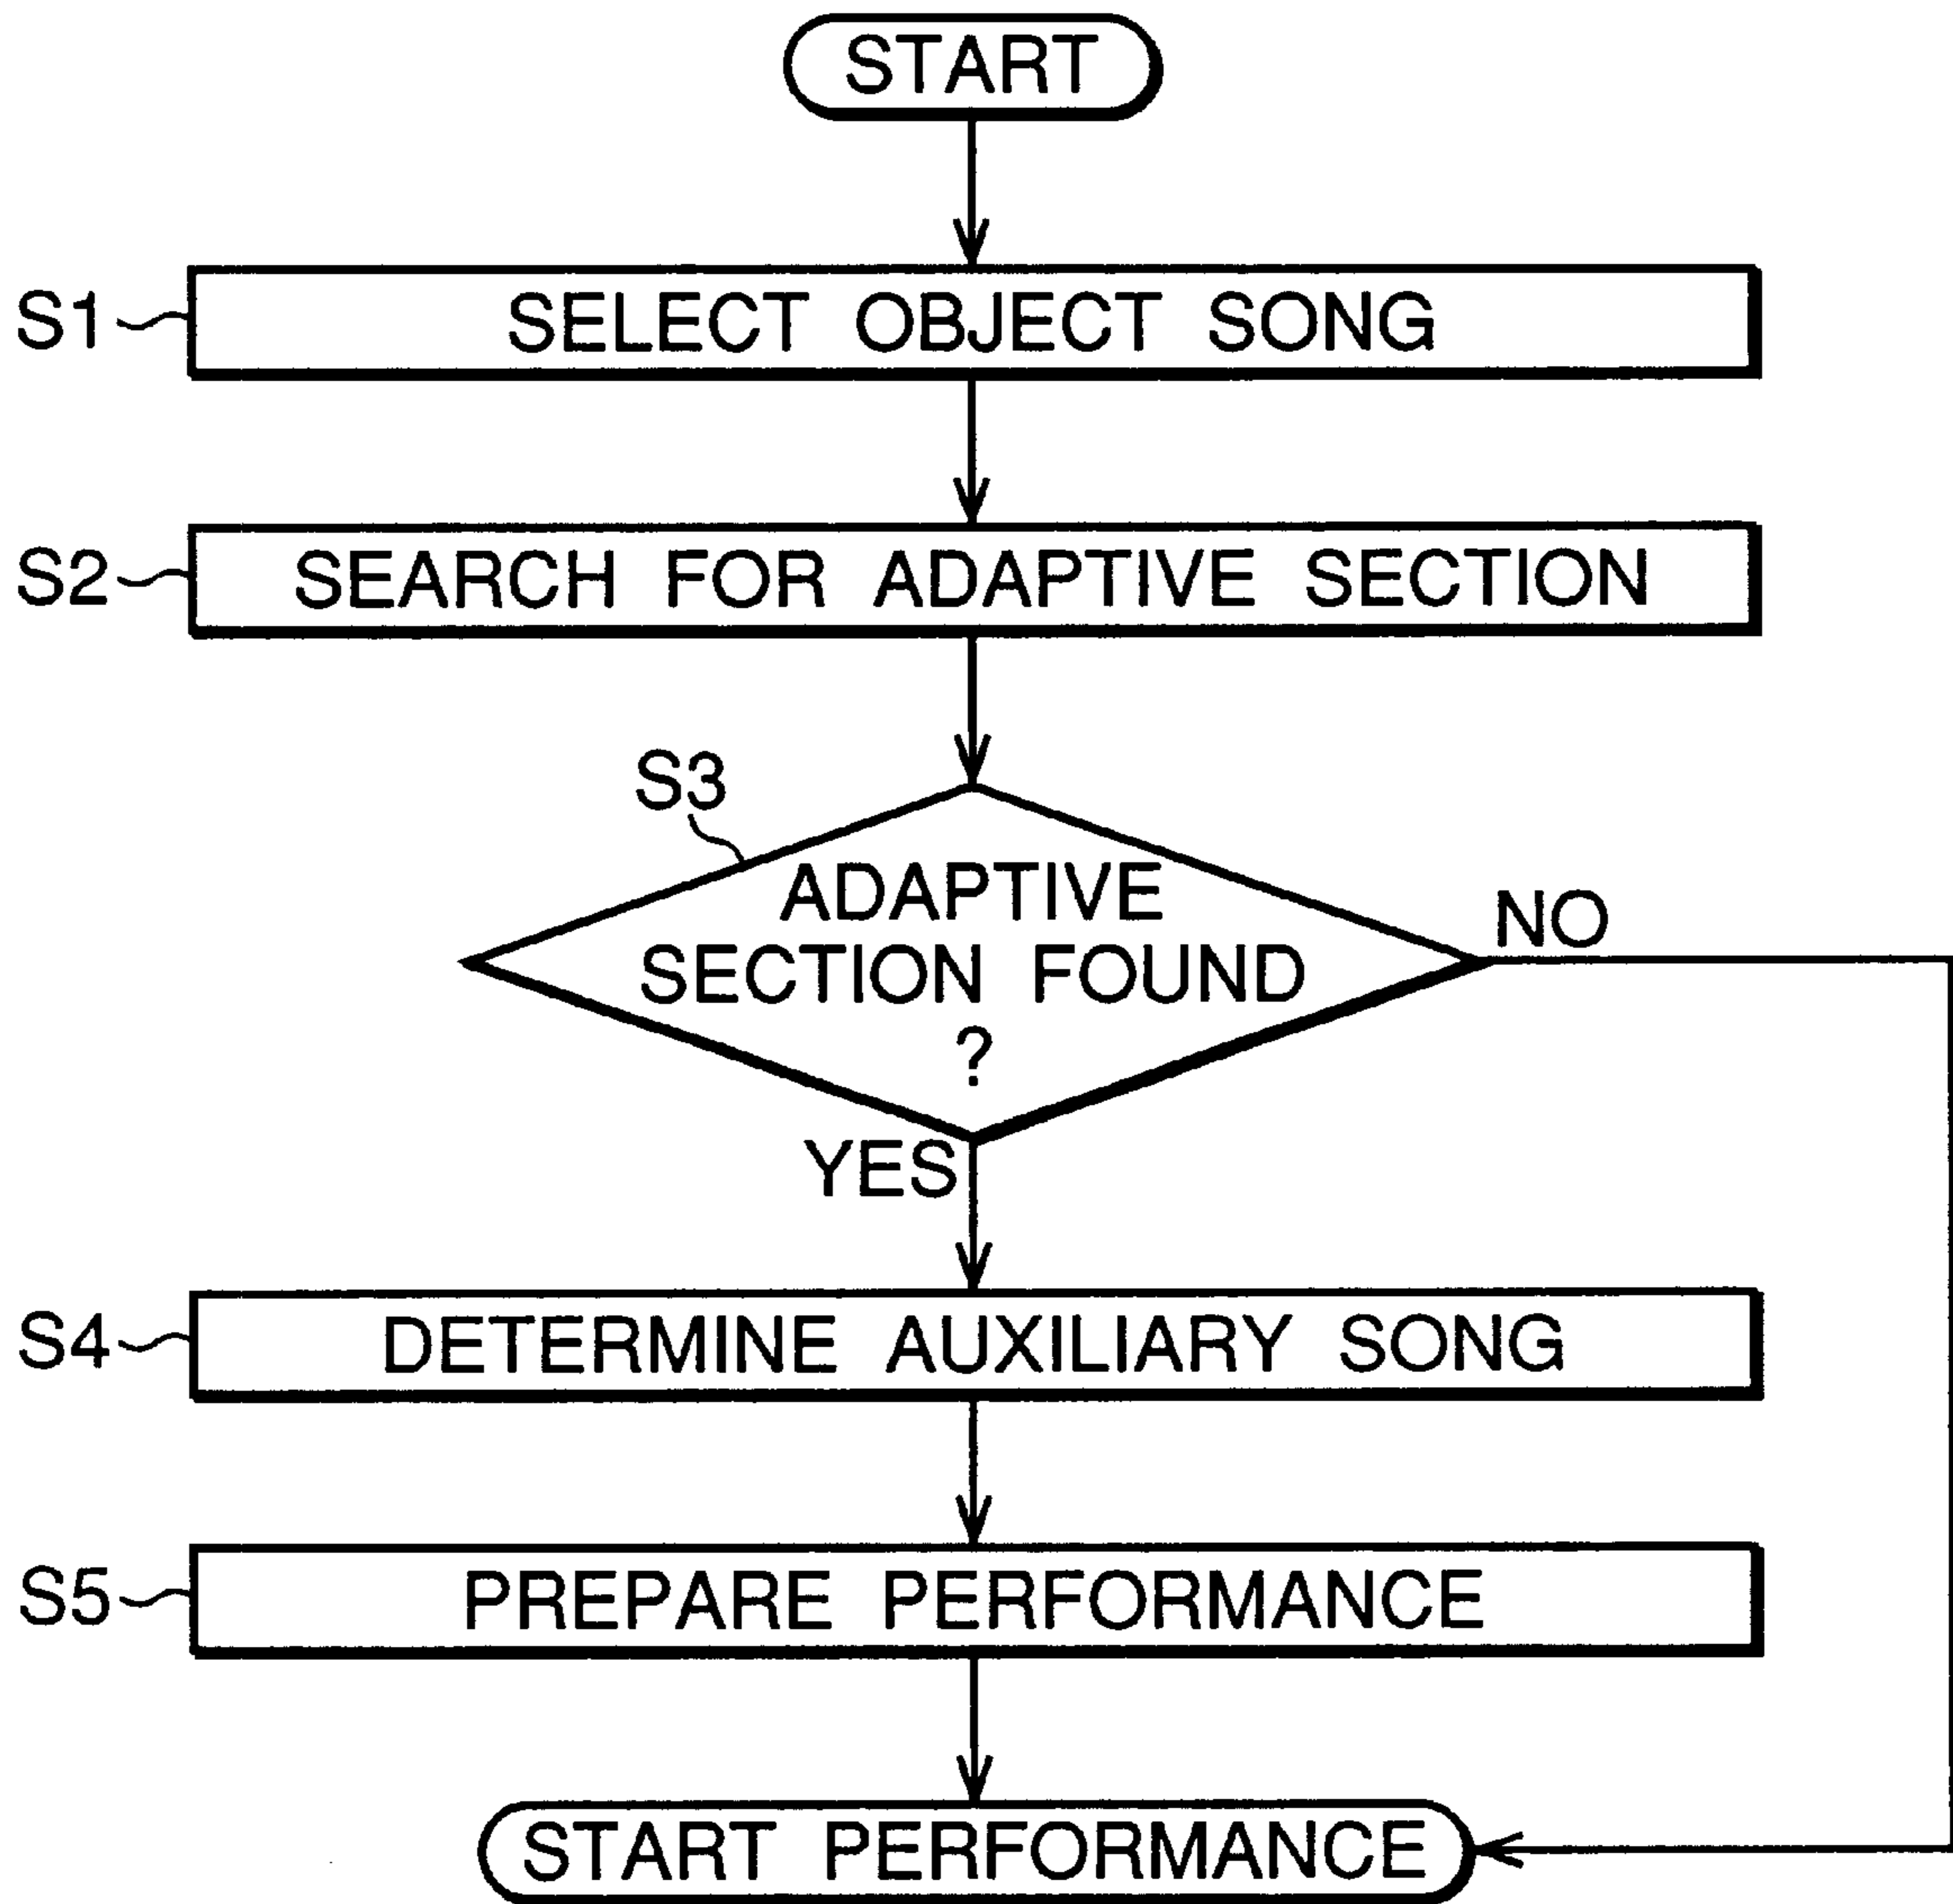 START
S1
SELECT OBJECT SONG
S2
SEARCH FOR ADAPTIVE SECTION
S3
ADAPTIVE
SECTION FOUND
?
NO
YES
S4
DETERMINE AUXILIARY SONG
S5
PREPARE PERFORMANCE
START PERFORMANCE